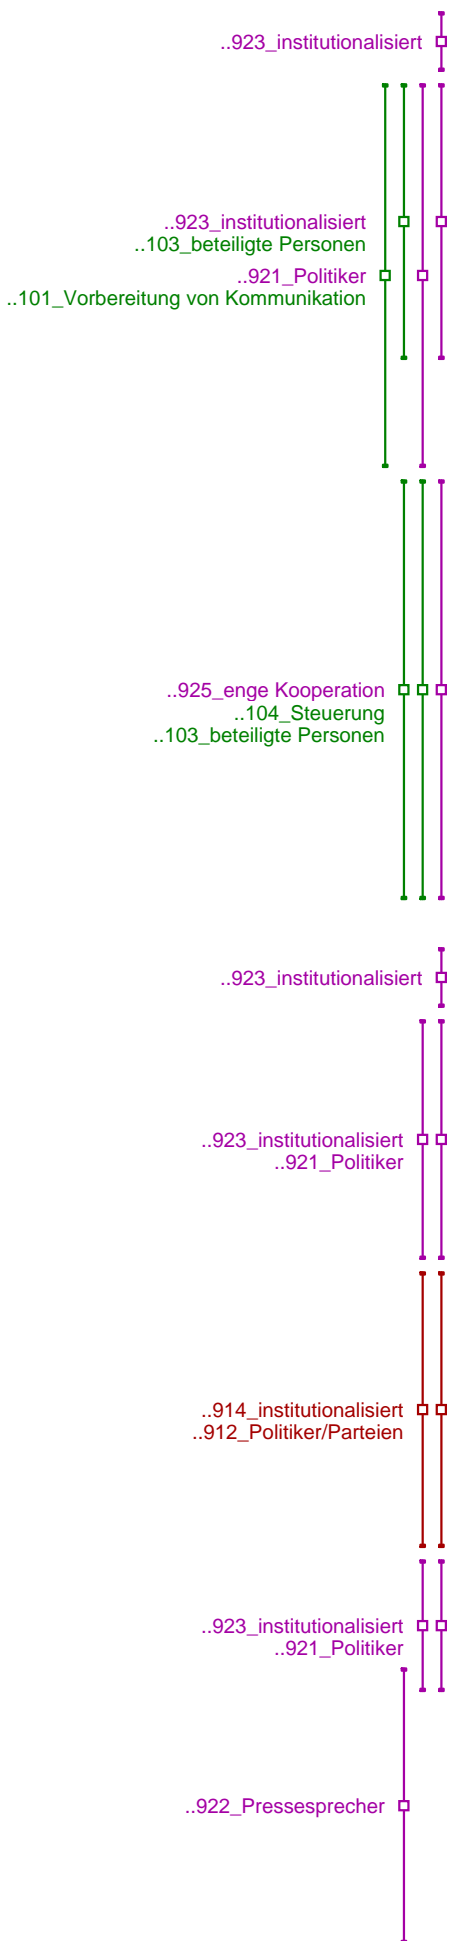 ..923_institutionalisiert
..923_institutionalisiert
..103_beteiligte Personen
..921_Politiker
..101_Vorbereitung von Kommunikation
..925_enge Kooperation
..104_Steuerung
..103_beteiligte Personen
..923_institutionalisiert
..923_institutionalisiert
..921_Politiker
..914_institutionalisiert
..912_Politiker/Parteien
..923_institutionalisiert
..921_Politiker
..922_Pressesprecher